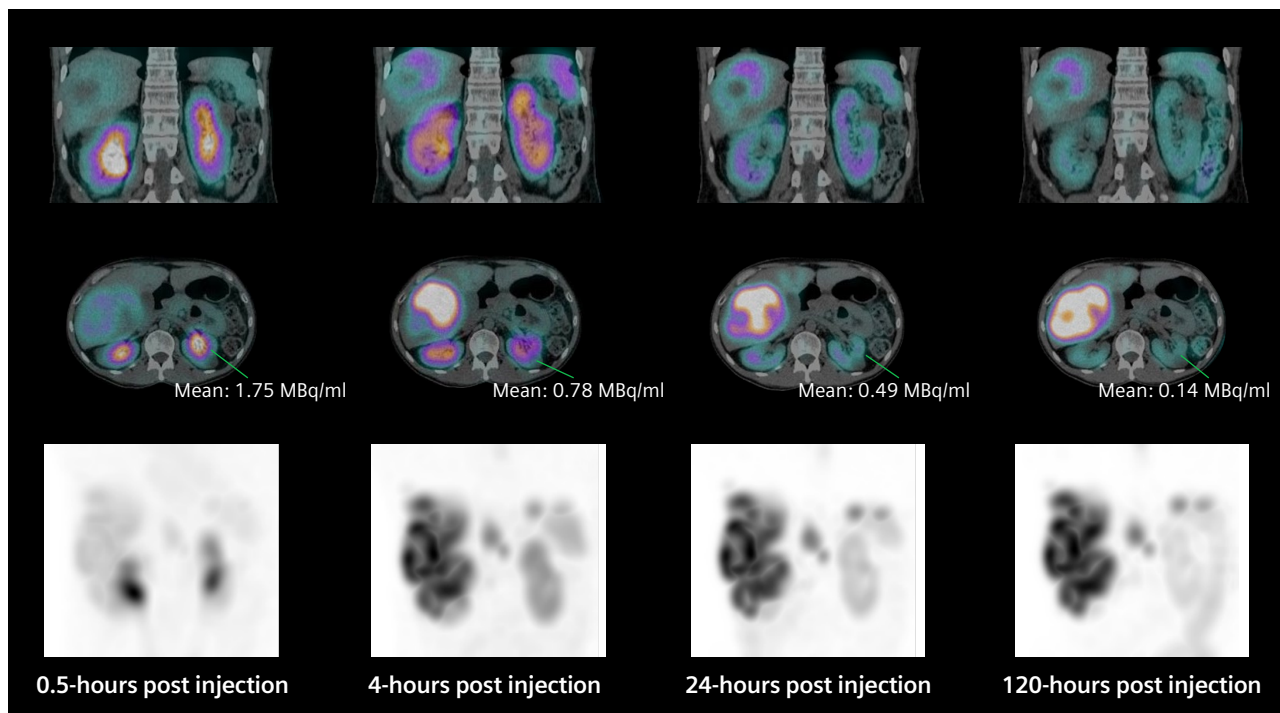 Mean: 1.75 MBq/ml
Mean: 0.78 MBq/ml
Mean: 0.49 MBq/ml
Mean: 0.14 MBq/ml
0.5-hours post injection
4-hours post injection
24-hours post injection
120-hours post injection